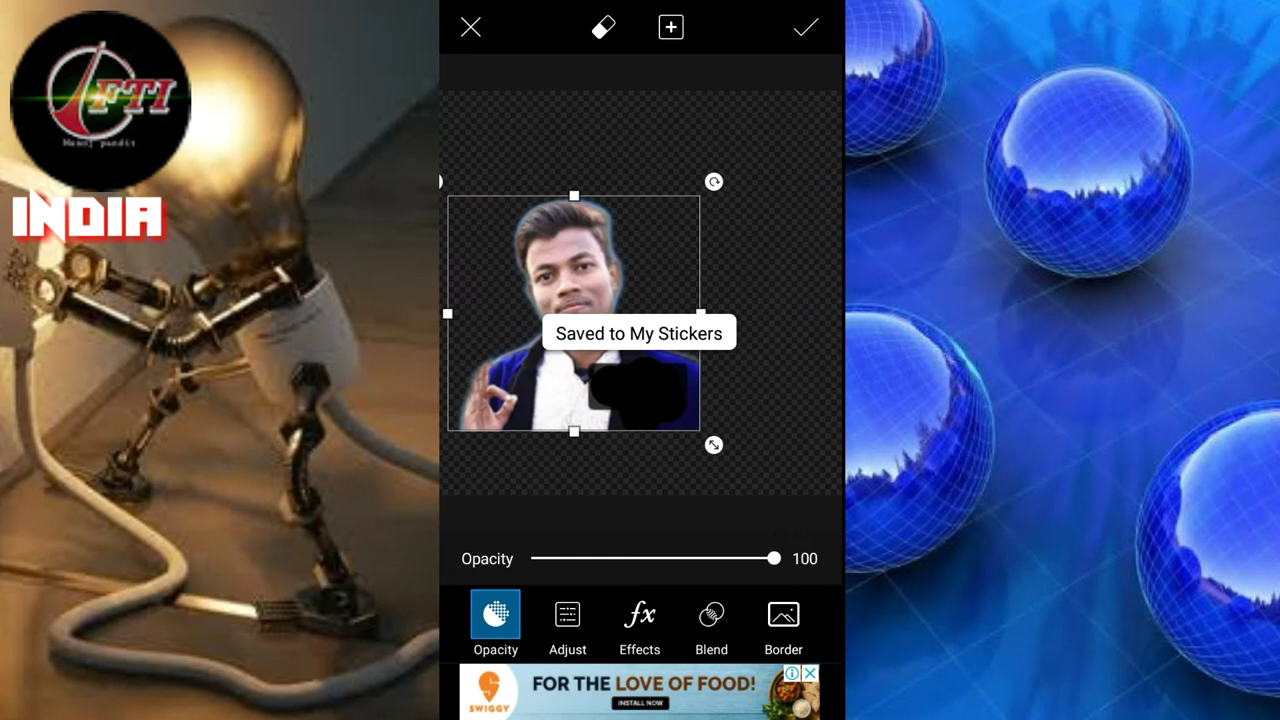 FTI
Manoj pandit
INDIA
Saved to My Stickers
Opacity
100
Opacity
Adjust
fx
Effects
Blend
Border
SWIGGY
FOR THE LOVE OF FOOD!
INSTALL NOW